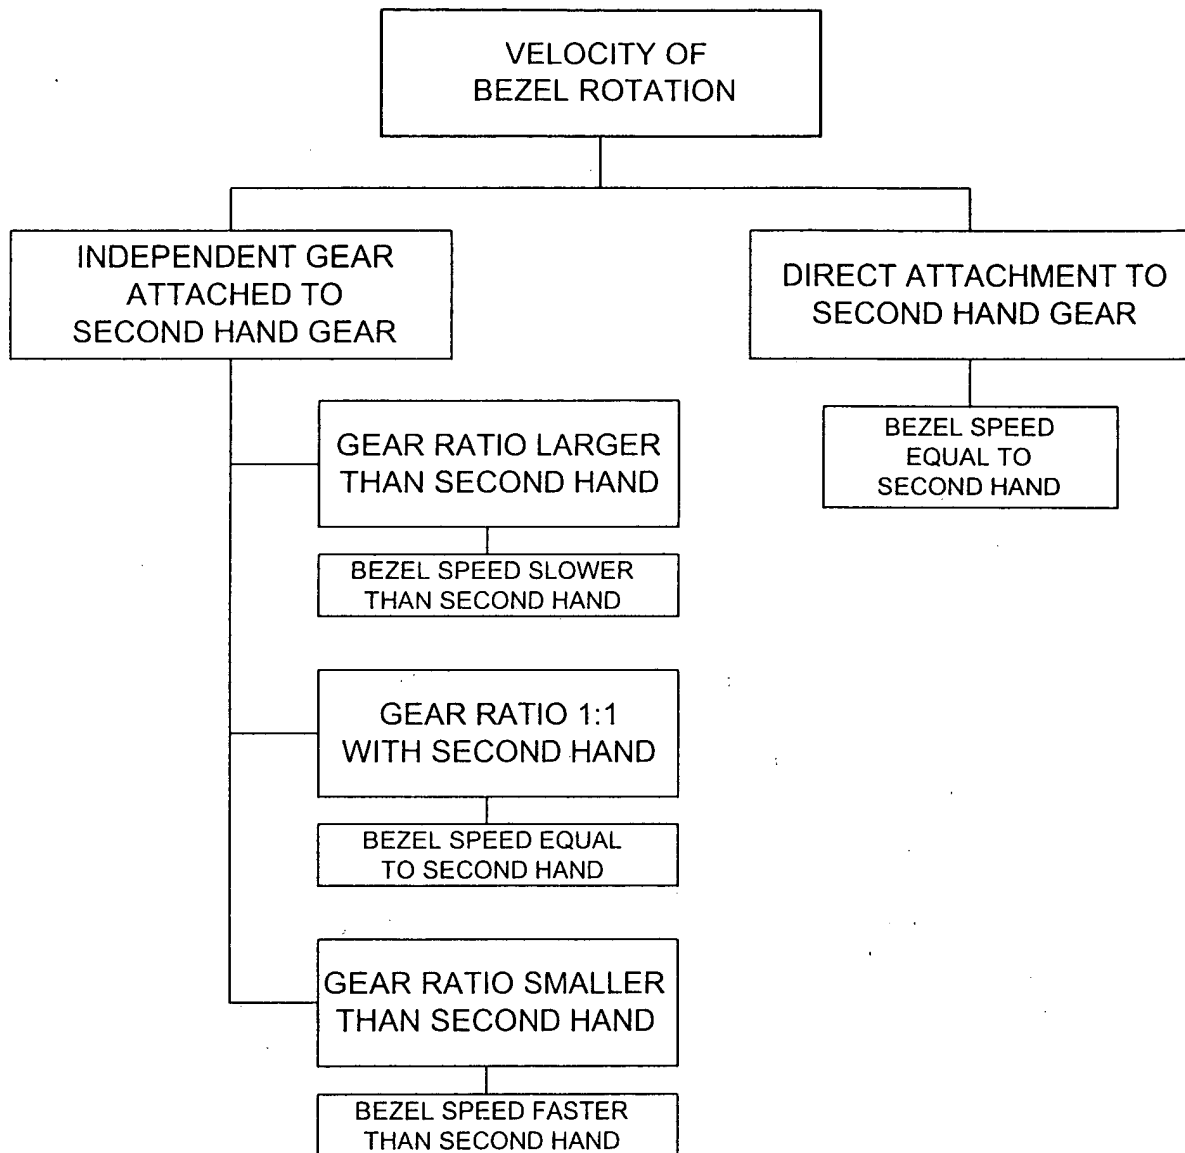 VELOCITY OF
BEZEL ROTATION
INDEPENDENT GEAR
ATTACHED TO
SECOND HAND GEAR
DIRECT ATTACHMENT TO
SECOND HAND GEAR
GEAR RATIO LARGER
THAN SECOND HAND
BEZEL SPEED
EQUAL TO
SECOND HAND
BEZEL SPEED SLOWER
THAN SECOND HAND
GEAR RATIO 1:1
WITH SECOND HAND
BEZEL SPEED EQUAL
TO SECOND HAND
GEAR RATIO SMALLER
THAN SECOND HAND
BEZEL SPEED FASTER
THAN SECOND HAND